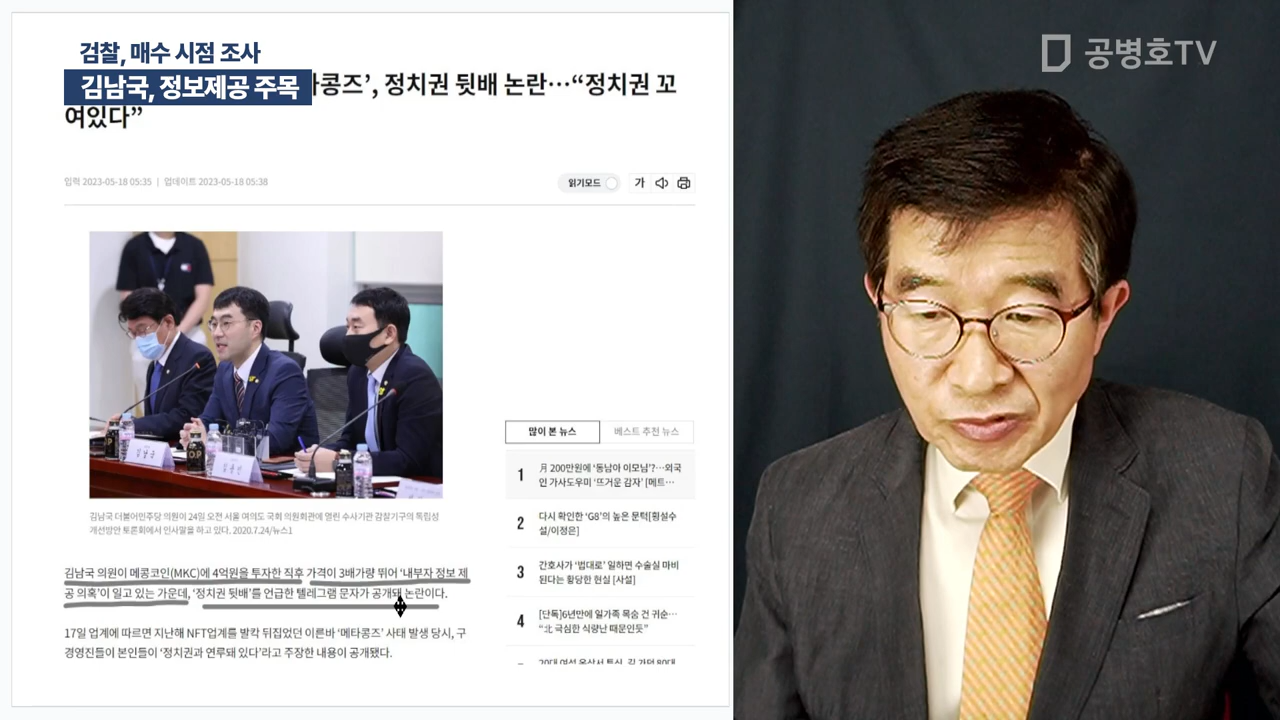 검찰, 매수 시점 조사
김남국, 정보제공 주목
콩즈’, 정치권 뒷배 논란…“정치권 꼬
여있다”
공병호TV
입력 2023-05-18 05:35 | 업데이트 2023-05-18 05:38
읽기모드
가
김남국
김용민
김남국 더불어민주당 의원이 24일 오전 서울 여의도 국회 의원회관에 열린 수사기관 감찰기구의 독립성
개선방안 토론회에서 인사말을 하고 있다. 2020.7.24/뉴스1
김남국 의원이 메콩코인(MKC)에 4억원을 투자한 직후 가격이 3배가량 뛰어 ‘내부자 정보 제
공 의혹’이 일고 있는 가운데, ‘정치권 뒷배’를 언급한 텔레그램 문자가 공개돼 논란이다.
17일 업계에 따르면 지난해 NFT업계를 발칵 뒤집었던 이른바 ‘메타콩즈’ 사태 발생 당시, 구
경영진들이 본인들이 ‘정치권과 연루돼 있다’라고 주장한 내용이 공개됐다.
많이 본 뉴스
베스트 추천 뉴스
1 月 200만원에 ‘동남아 이모님’?…외국
인 가사도우미 ‘뜨거운 감자’ [메트…
2 다시 확인한 ‘G8’의 높은 문턱[횡설수
설/이정은]
3 간호사가 ‘법대로’ 일하면 수술실 마비
된다는 황당한 현실 [사설]
4 [단독]6년만에 일가족 목숨 건 귀순…
“北 극심한 식량난 때문인듯”